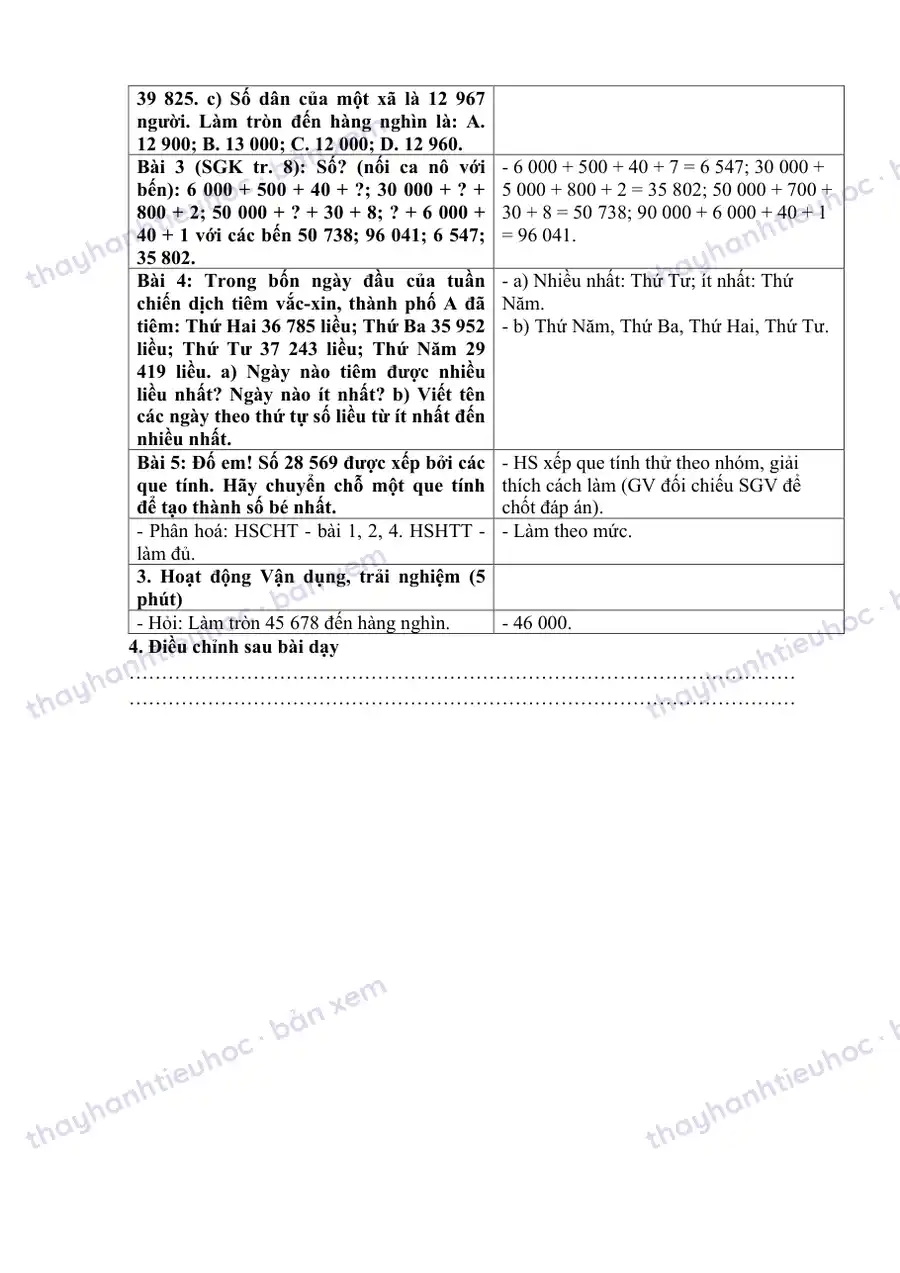 39 825. c) Số dân của một xã là 12 967
người. Làm tròn đến hàng nghìn là: A.
12 900; B. 13 000; C. 12 000; D. 12 960.
Bài 3 (SGK tr. 8): Số? (nối ca nô với
bến): 6 000 + 500 + 40 + ?; 30 000 + ? +
800 + 2; 50 000 + ? + 30 + 8; ? + 6 000 +
40 + 1 với các bến 50 738; 96 041; 6 547;
35 802.
- 6 000 + 500 + 40 + 7 = 6 547; 30 000 +
5 000 + 800 + 2 = 35 802; 50 000 + 700 +
30 + 8 = 50 738; 90 000 + 6 000 + 40 + 1
= 96 041.
Bài 4: Trong bốn ngày đầu của tuần
chiến dịch tiêm vắc-xin, thành phố A đã
tiêm: Thứ Hai 36 785 liều; Thứ Ba 35 952
liều; Thứ Tư 37 243 liều; Thứ Năm 29
419 liều. a) Ngày nào tiêm được nhiều
liều nhất? Ngày nào ít nhất? b) Viết tên
các ngày theo thứ tự số liều từ ít nhất đến
nhiều nhất.
- a) Nhiều nhất: Thứ Tư; ít nhất: Thứ
Năm.
- b) Thứ Năm, Thứ Ba, Thứ Hai, Thứ Tư.
Bài 5: Đố em! Số 28 569 được xếp bởi các
que tính. Hãy chuyển chỗ một que tính
để tạo thành số bé nhất.
- HS xếp que tính thử theo nhóm, giải
thích cách làm (GV đối chiếu SGV để
chốt đáp án).
- Phân hoá: HSCHT - bài 1, 2, 4. HSHTT -
làm đủ.
- Làm theo mức.
3. Hoạt động Vận dụng, trải nghiệm (5
phút)
- Hỏi: Làm tròn 45 678 đến hàng nghìn.
- 46 000.
4. Điều chỉnh sau bài dạy
……………………………………………………………………………………
……………………………………………………………………………………
thayhanhtieuhoc · bản xem
thayhanhtieuhoc · b
thayhanhtieuhoc · bản xem
thayhanhtieuhoc · b
thayhanhtieuhoc · bản xem
thayhanhtieuhoc · b